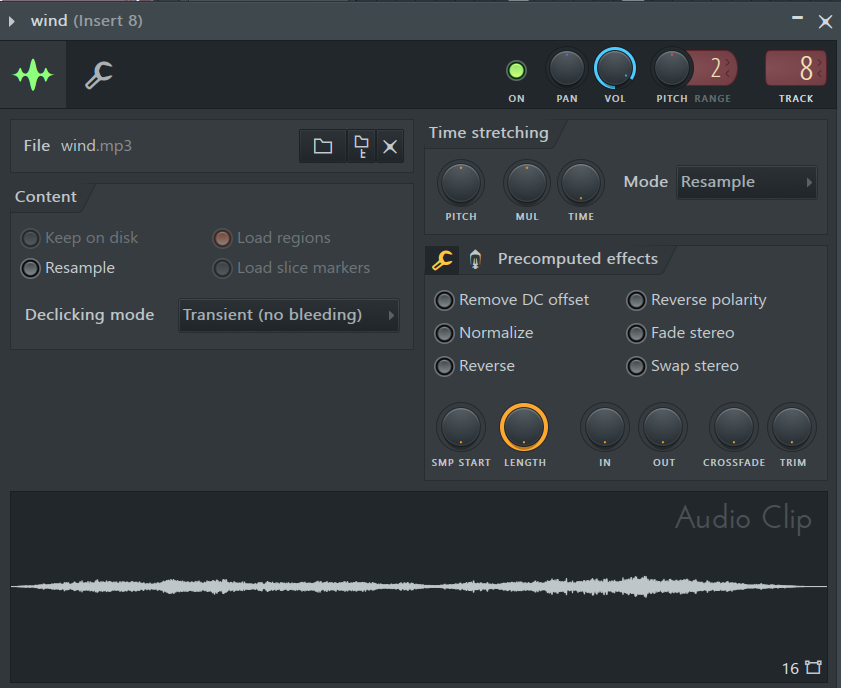 wind (Insert 8)
ON PAN VOL PITCH RANGE 2 8 TRACK
File wind.mp3
Content
Keep on disk Load regions
Resample Load slice markers
Declicking mode Transient (no bleeding)
Time stretching
PITCH MUL TIME
Mode Resample
Precomputed effects
Remove DC offset Reverse polarity
Normalize Fade stereo
Reverse Swap stereo
SMP START LENGTH IN OUT CROSSFADE TRIM
Audio Clip
16